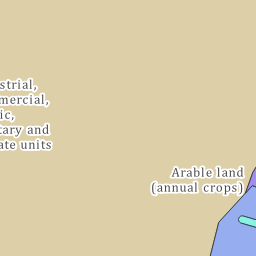 strial,
mercial,
ic,
tary and
ate units
Arable land
(annual crops)